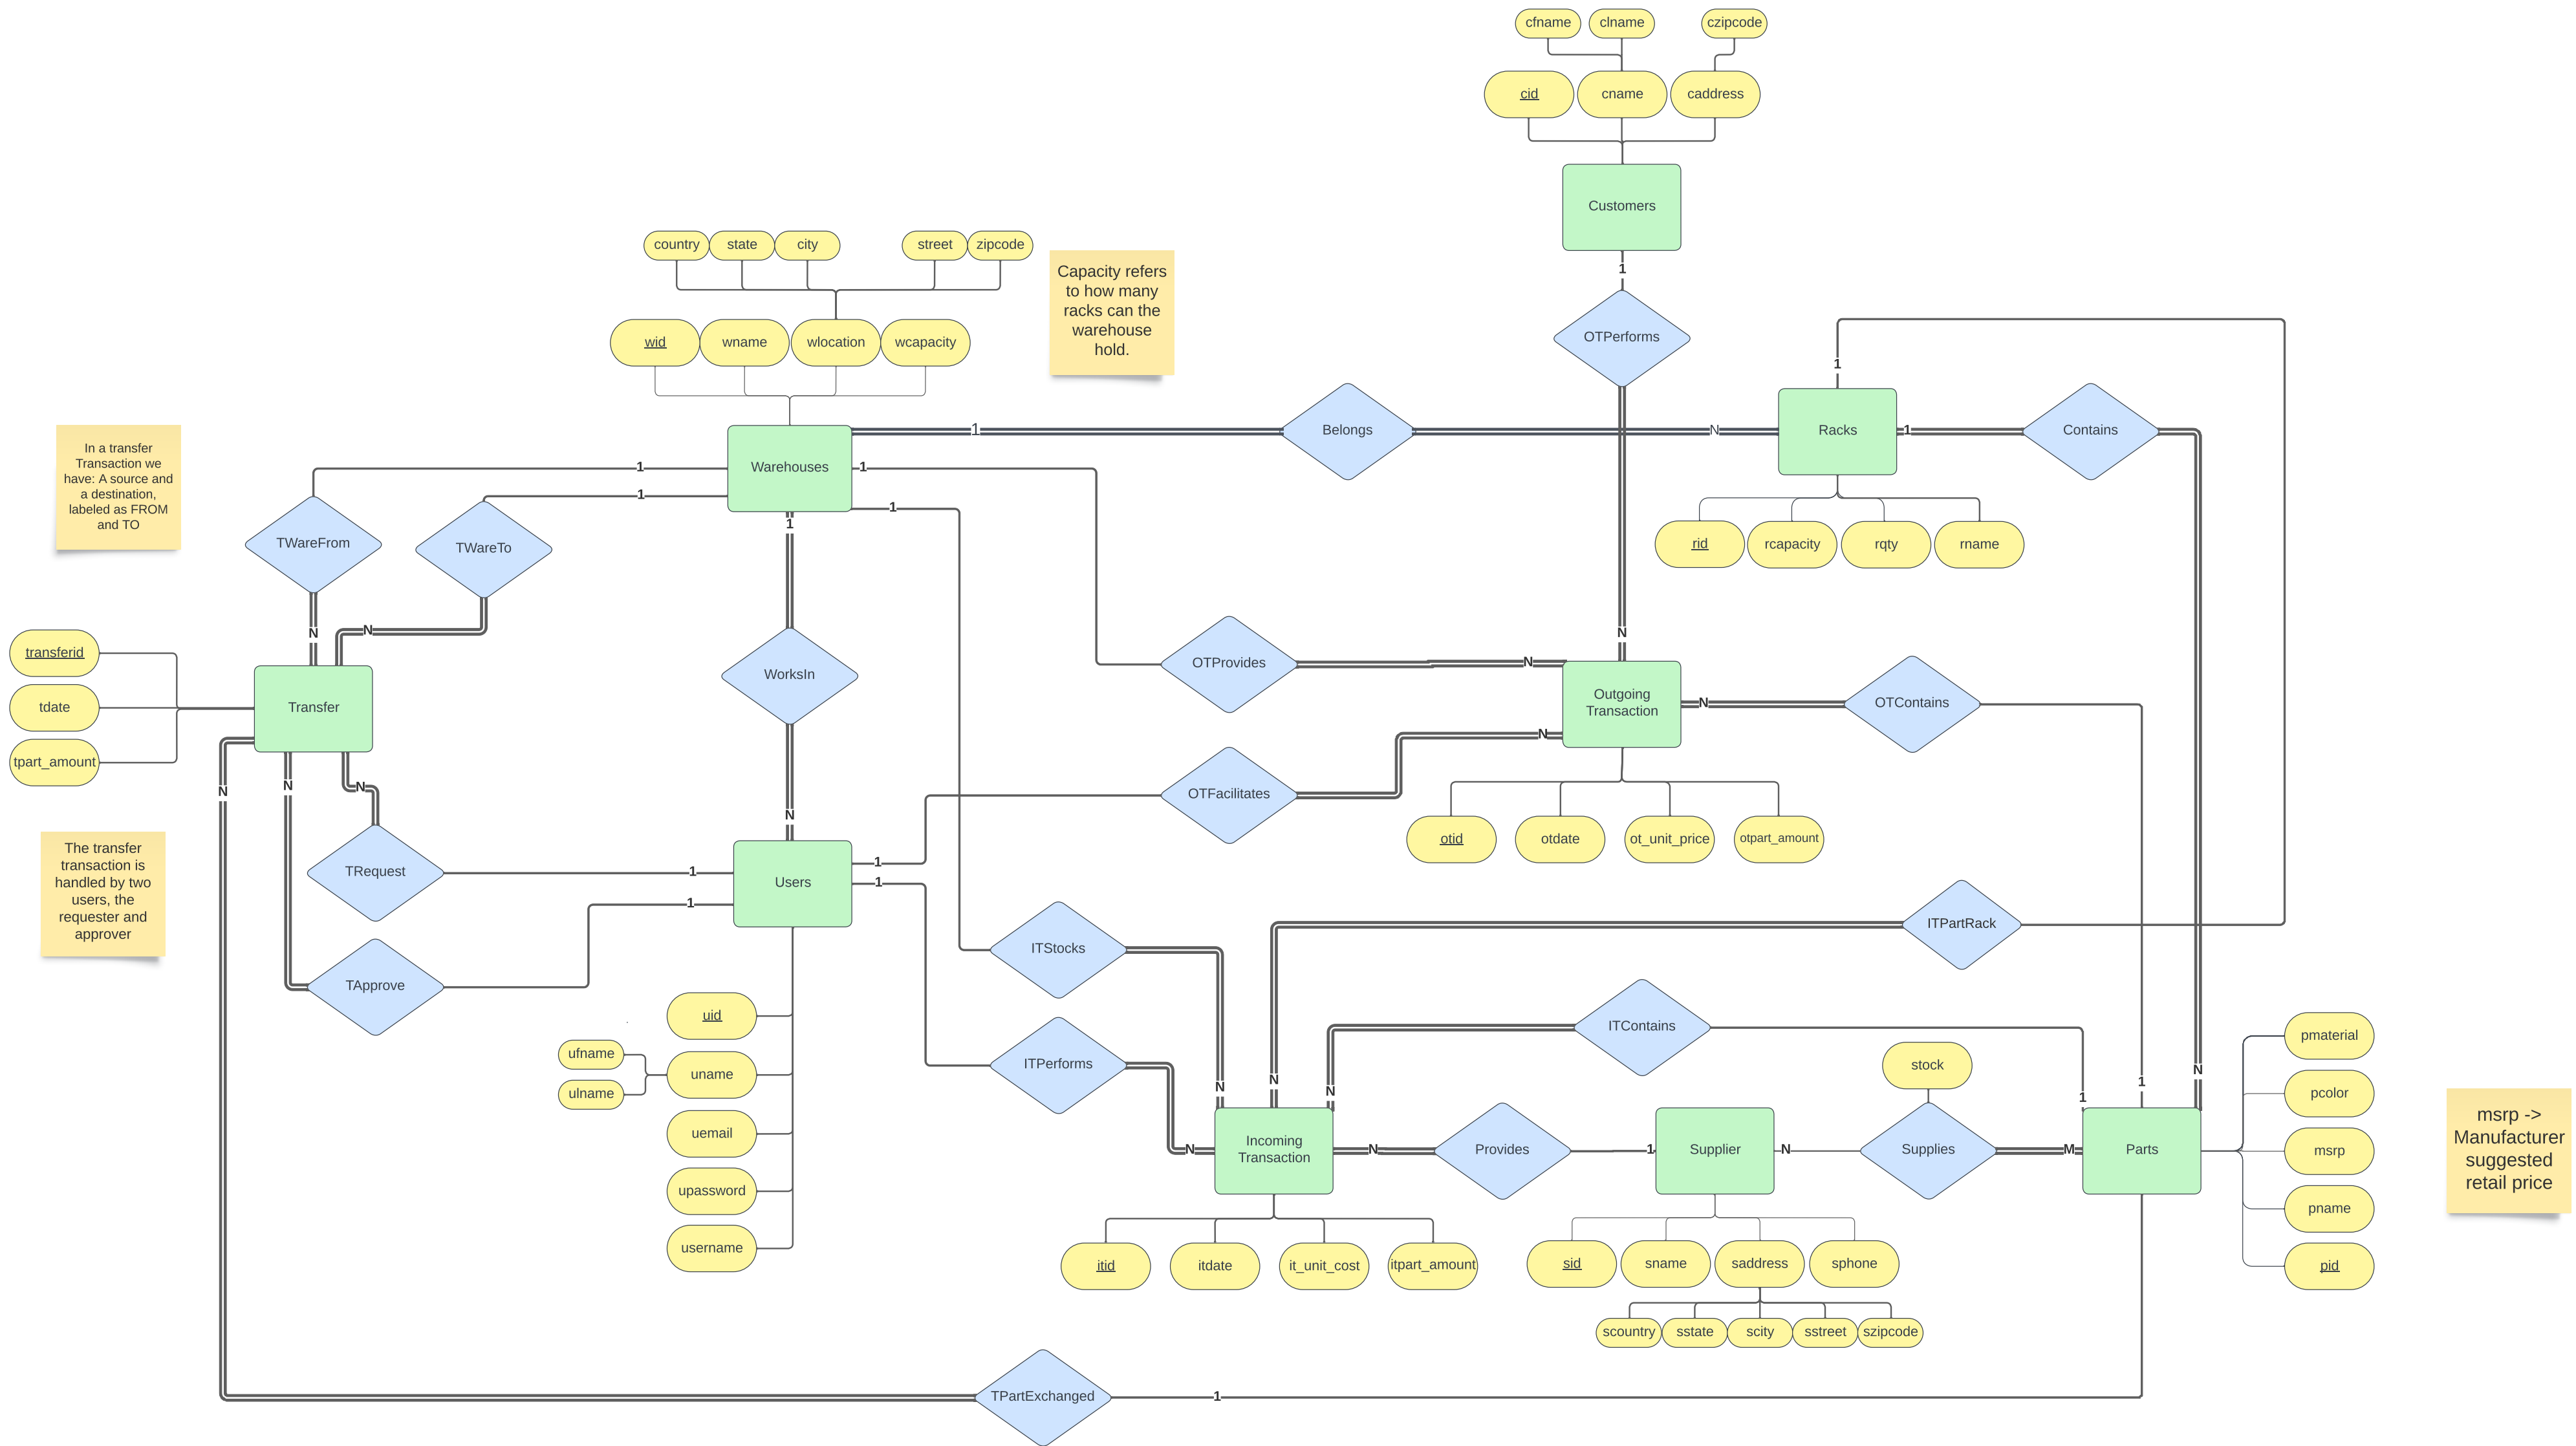 cfname
clname
czipcode
cid
cname
caddress
Customers
1
country
state
city
street
zipcode
Capacity refers
to how many
racks can the
warehouse
hold.
OTPerforms
wid
wname
wlocation
wcapacity
1
In a transfer
Transaction we
have: A source and
a destination,
labeled as FROM
and TO
Warehouses
1
Belongs
N
Racks
1
Contains
1
1
1
1
1
TWareFrom
TWareTo
rid
rcapacity
rqty
rname
N
N
N
transferid
tdate
tpart_amount
Transfer
WorksIn
OTProvides
N
Outgoing
Transaction
N
OTContains
N
N
N
N
N
OTFacilitates
otid
otdate
ot_unit_price
otpart_amount
The transfer
transaction is
handled by two
users, the
requester and
approver
TRequest
1
Users
1
1
1
TApprove
ITStocks
ITPartRack
uid
ufname
ulname
uname
uemail
upassword
username
ITPerforms
ITContains
stock
N
N
N
1
1
N
pmaterial
pcolor
msrp
pname
pid
N
Incoming
Transaction
N
Provides
1
Supplier
N
Supplies
M
Parts
msrp ->
Manufacturer
suggested
retail price
itid
itdate
it_unit_cost
itpart_amount
sid
sname
saddress
sphone
scountry
sstate
scity
sstreet
szipcode
TPartExchanged
1